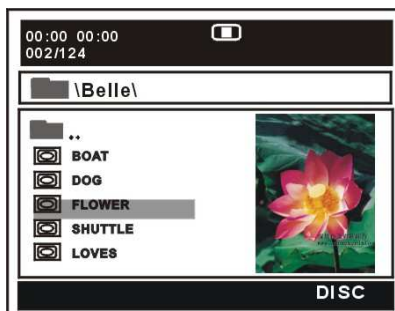 00:00 00:00
002/124
\Belle\
..
BOAT
DOG
FLOWER
SHUTTLE
LOVES
DISC